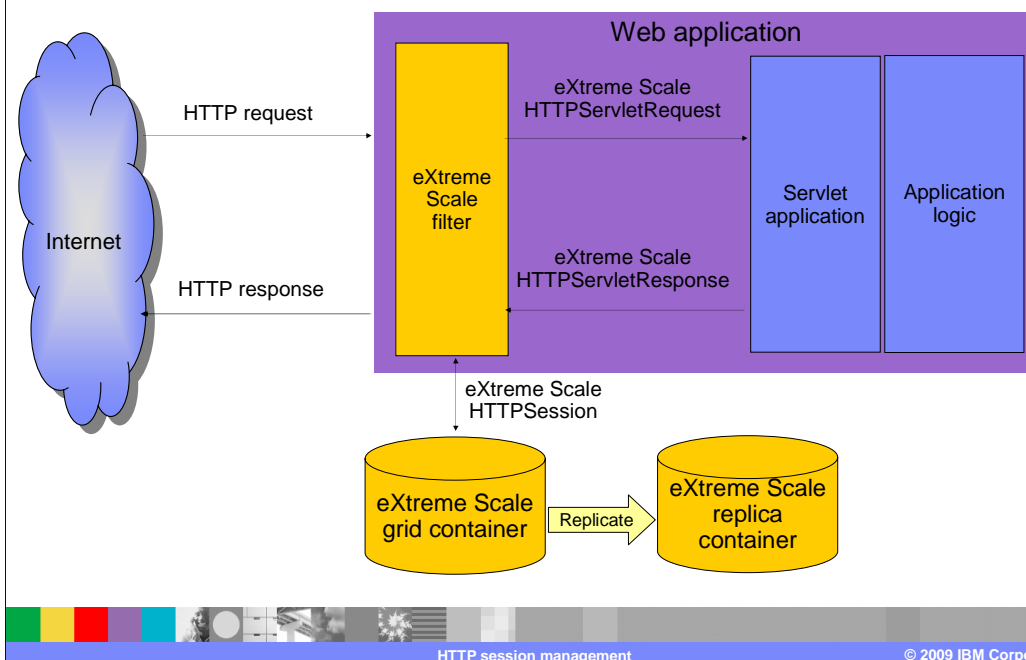 Web application
eXtreme Scale
HTTPServletRequest
HTTP request
eXtreme
Scale
filter
Servlet
application
Application
logic
Internet
eXtreme Scale
HTTPServletResponse
HTTP response
eXtreme Scale
HTTPSession
eXtreme Scale
grid container
Replicate
eXtreme Scale
replica
container
HTTP session management
© 2009 IBM Corpo